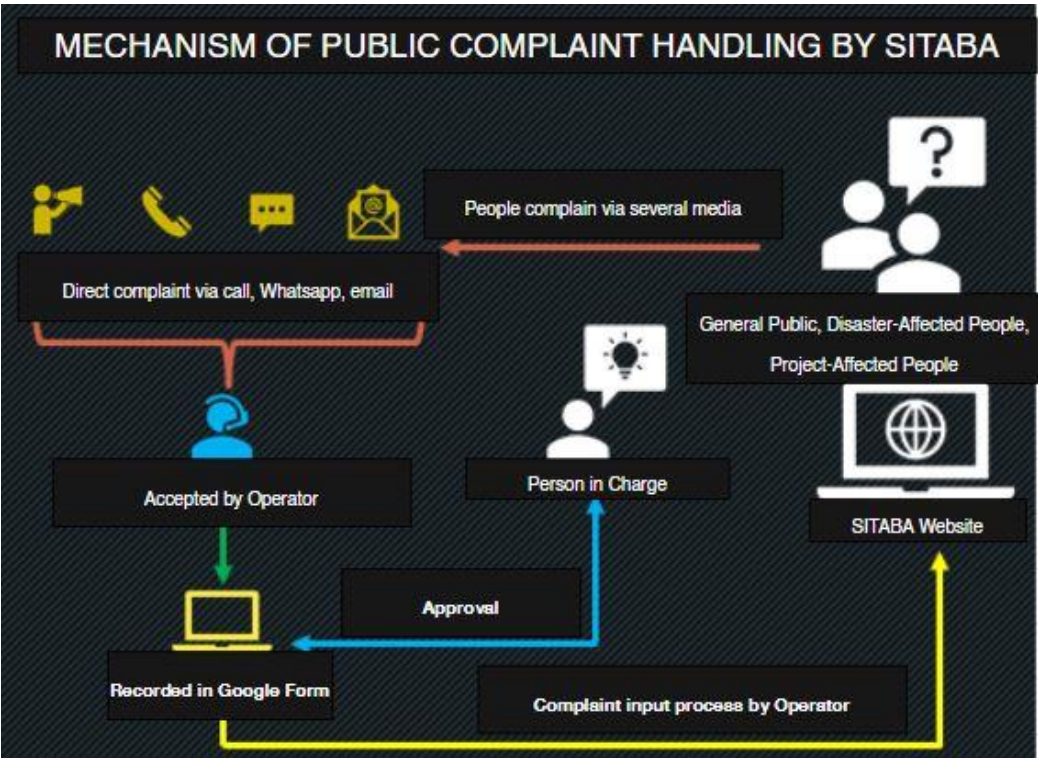 MECHANISM OF PUBLIC COMPLAINT HANDLING BY SITABA
?
People complain via several media
@
Direct complaint via call, Whatsapp, email
General Public, Disaster-Affected People,
Project-Affected People
Person in Charge
Accepted by Operator
SITABA Website
Approval
Recorded in Google Form
Complaint input process by Operator